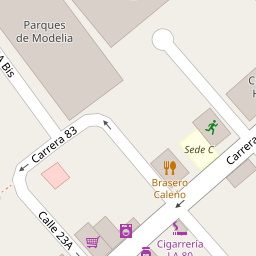 Parques
de Modelia
A Bis
Carrera 83
Sede C
Carrera
Brasero
Caleño
Calle 23A
Cigarrería
LA 80